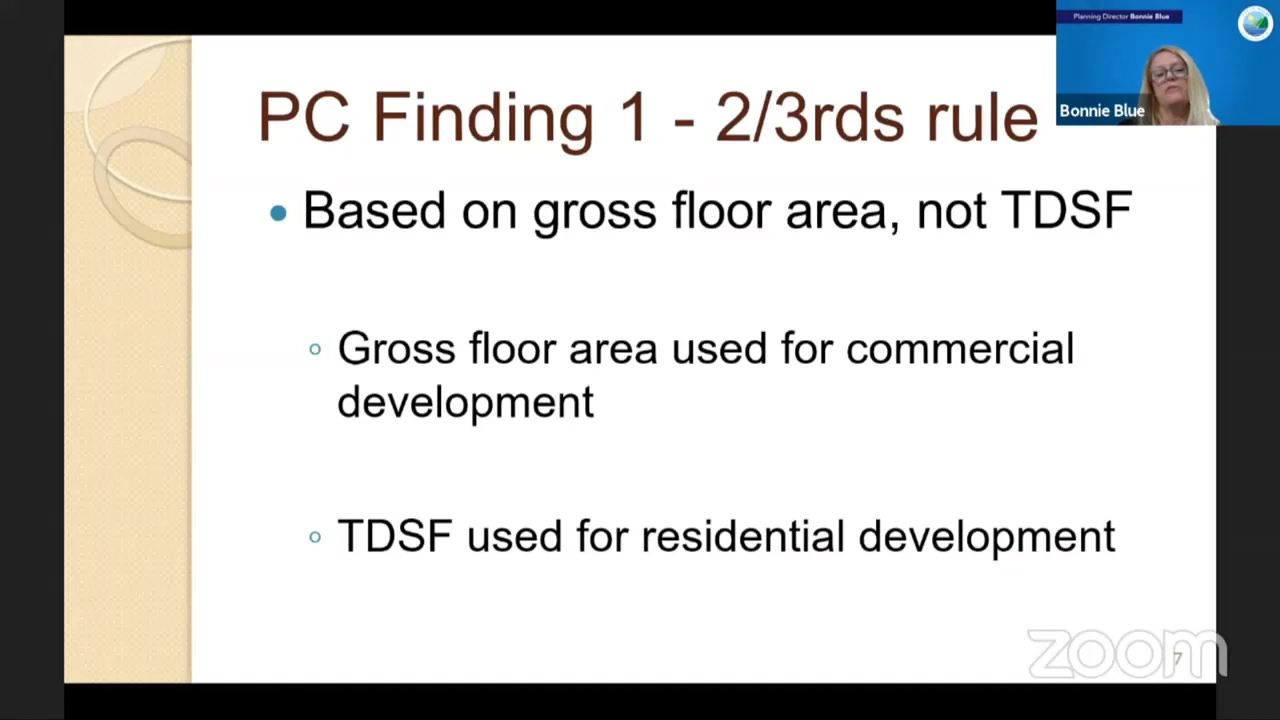 Planning Director Bonnie Blue
Bonnie Blue
PC Finding 1 - 2/3rds rule
• Based on gross floor area, not TDSF
○ Gross floor area used for commercial
development
○ TDSF used for residential development
zoom
7